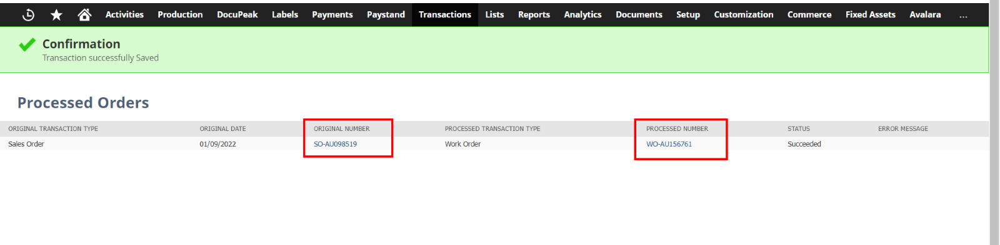 Activities Production DocuPeak Labels Payments Paystand Transactions Lists Reports Analytics Documents Setup Customization Commerce Fixed Assets Avalara ...
Confirmation
Transaction successfully Saved
Processed Orders
ORIGINAL TRANSACTION TYPE ORIGINAL DATE ORIGINAL NUMBER PROCESSED TRANSACTION TYPE PROCESSED NUMBER STATUS ERROR MESSAGE
Sales Order 01/09/2022 SO-AU098519 Work Order WO-AU156761 Succeeded